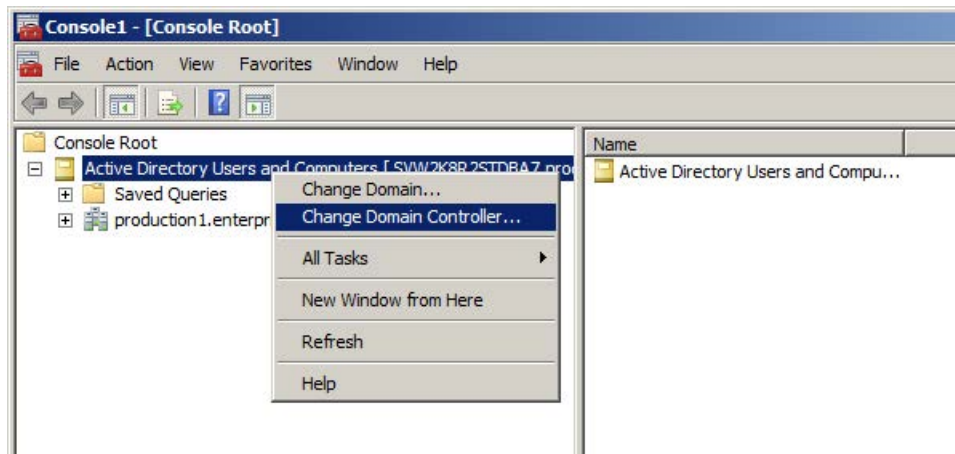 Console1 - [Console Root]
File Action View Favorites Window Help
Console Root
Active Directory Users and Computers [ SVW2K8R2STDBA7.pro
Saved Queries
production1.enterpr
Change Domain...
Change Domain Controller...
All Tasks
New Window from Here
Refresh
Help
Name
Active Directory Users and Compu...